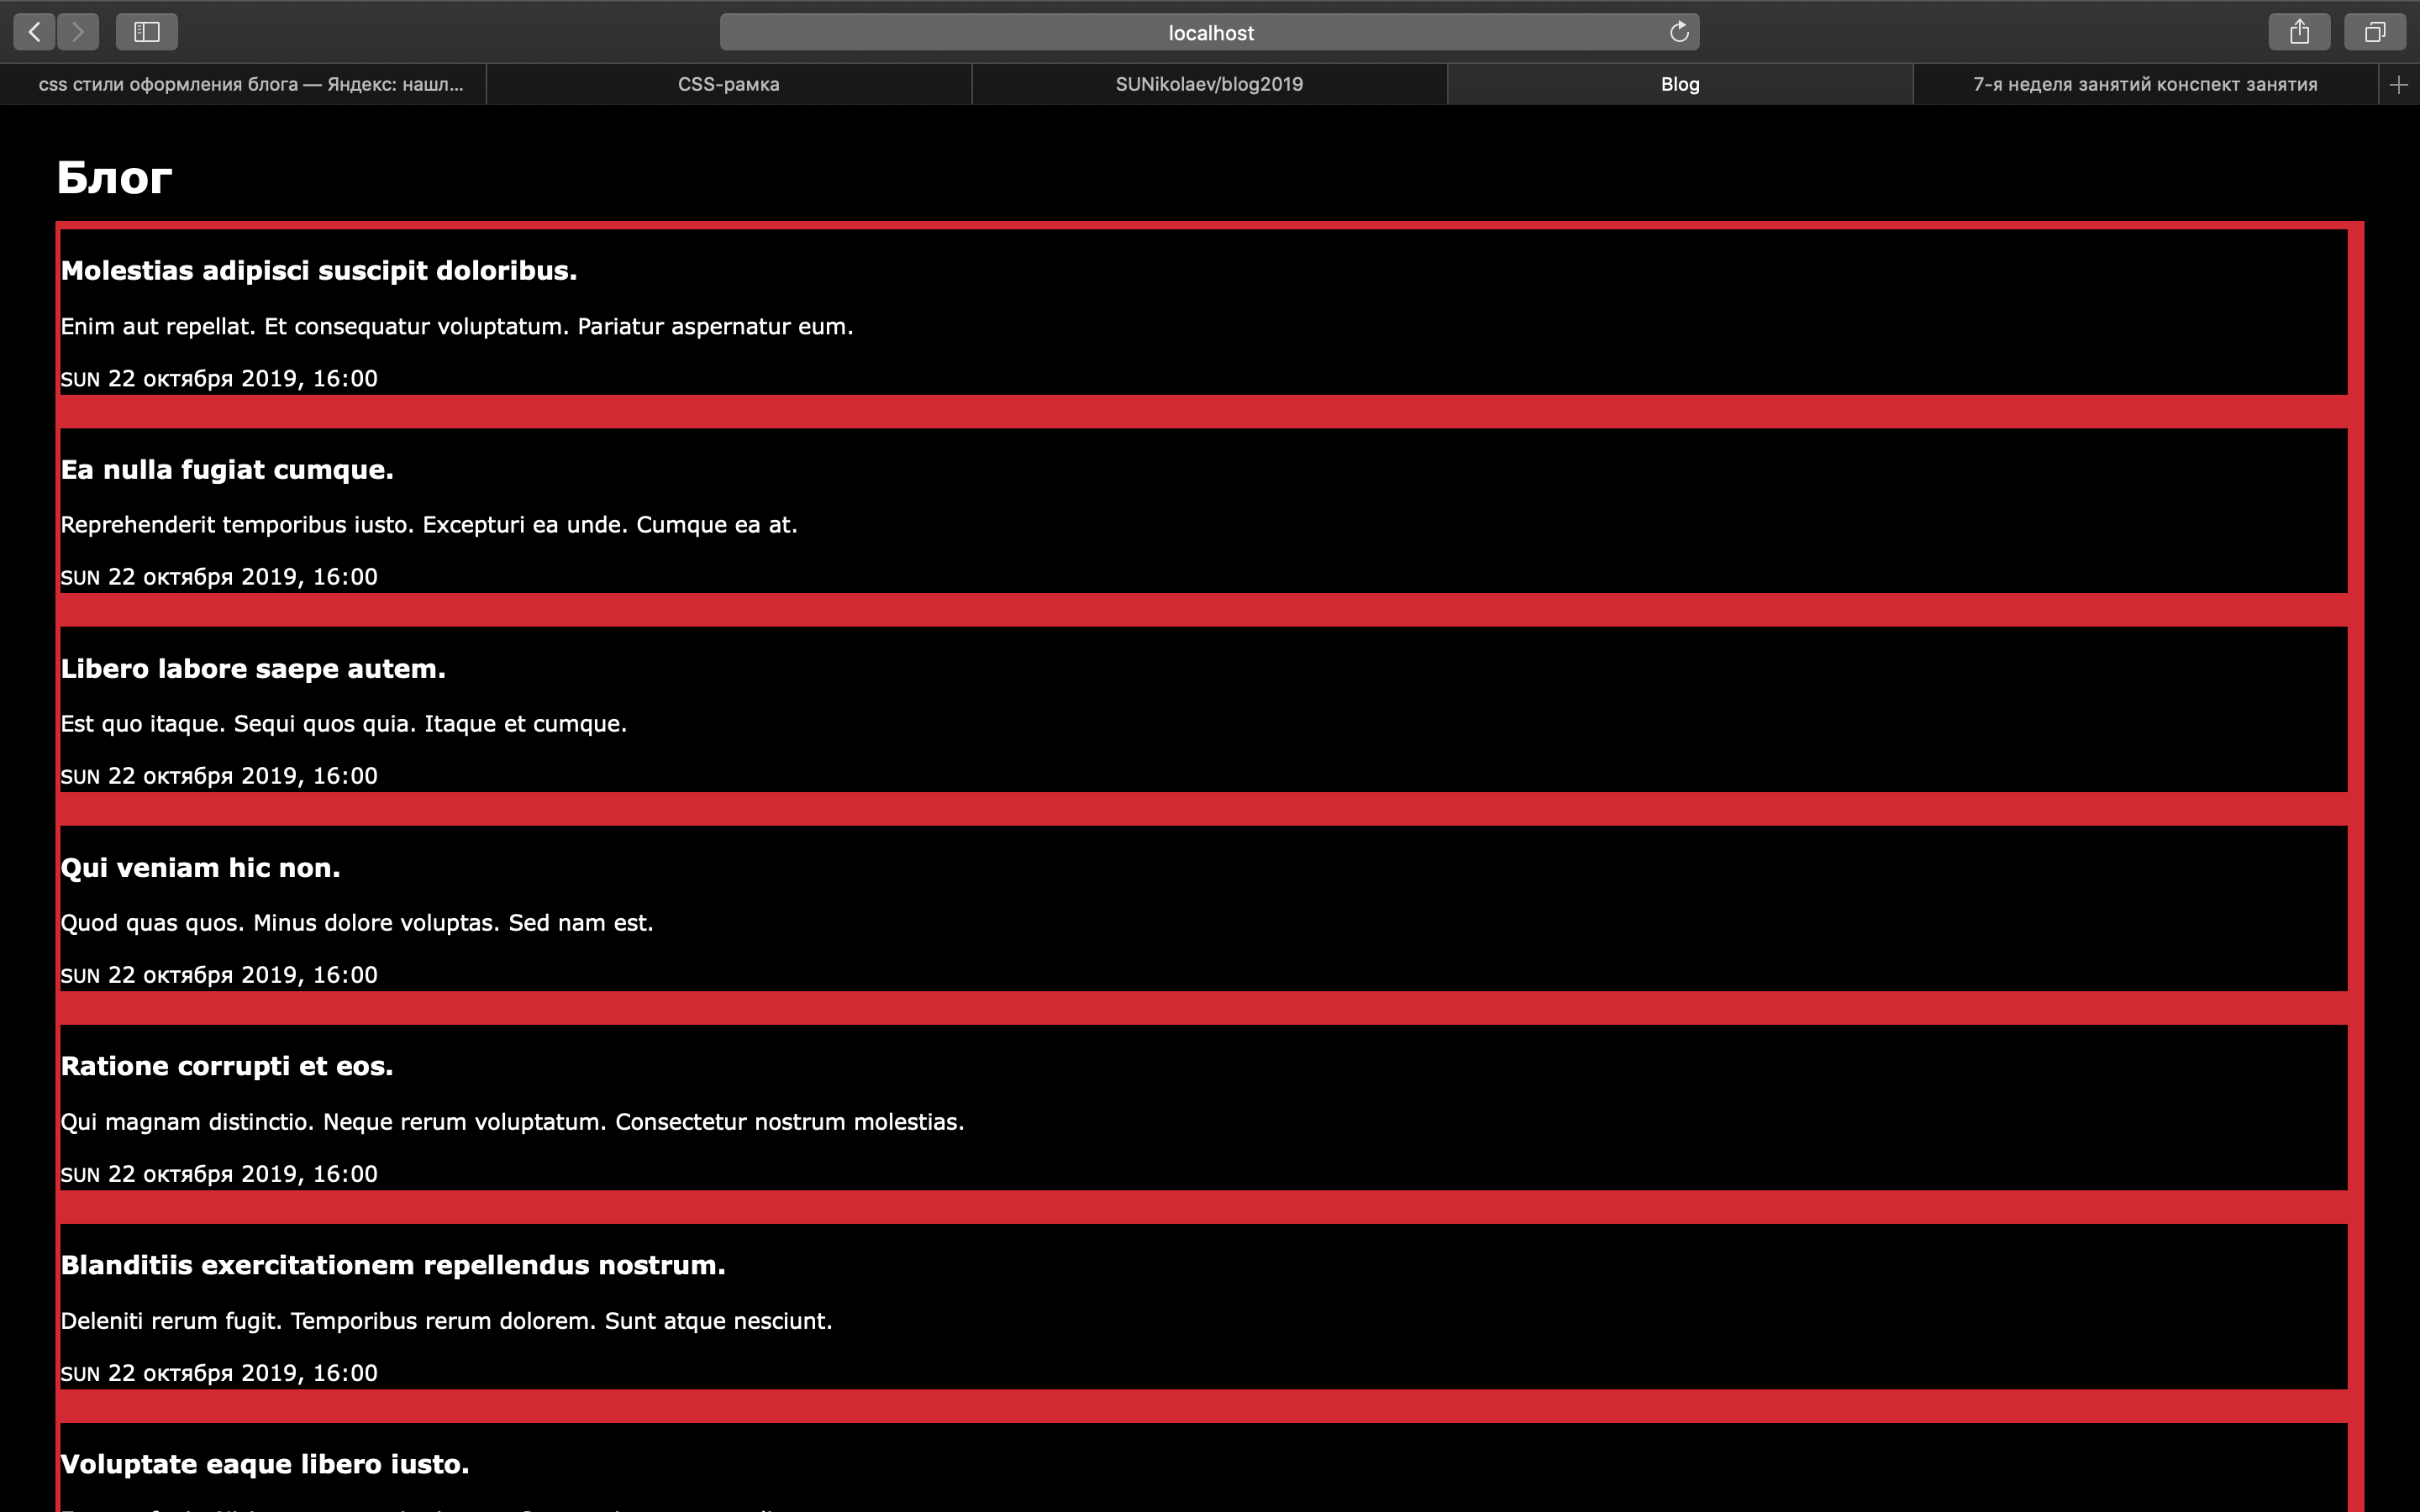 localhost
css стили оформления блога — Яндекс: нашл...
CSS-рамка
SUNikolaev/blog2019
Blog
7-я неделя занятий конспект занятия
Блог
Molestias adipisci suscipit doloribus.
Enim aut repellat. Et consequatur voluptatum. Pariatur aspernatur eum.
SUN 22 октября 2019, 16:00
Ea nulla fugiat cumque.
Reprehenderit temporibus iusto. Excepturi ea unde. Cumque ea at.
SUN 22 октября 2019, 16:00
Libero labore saepe autem.
Est quo itaque. Sequi quos quia. Itaque et cumque.
SUN 22 октября 2019, 16:00
Qui veniam hic non.
Quod quas quos. Minus dolore voluptas. Sed nam est.
SUN 22 октября 2019, 16:00
Ratione corrupti et eos.
Qui magnam distinctio. Neque rerum voluptatum. Consectetur nostrum molestias.
SUN 22 октября 2019, 16:00
Blanditiis exercitationem repellendus nostrum.
Deleniti rerum fugit. Temporibus rerum dolorem. Sunt atque nesciunt.
SUN 22 октября 2019, 16:00
Voluptate eaque libero iusto.